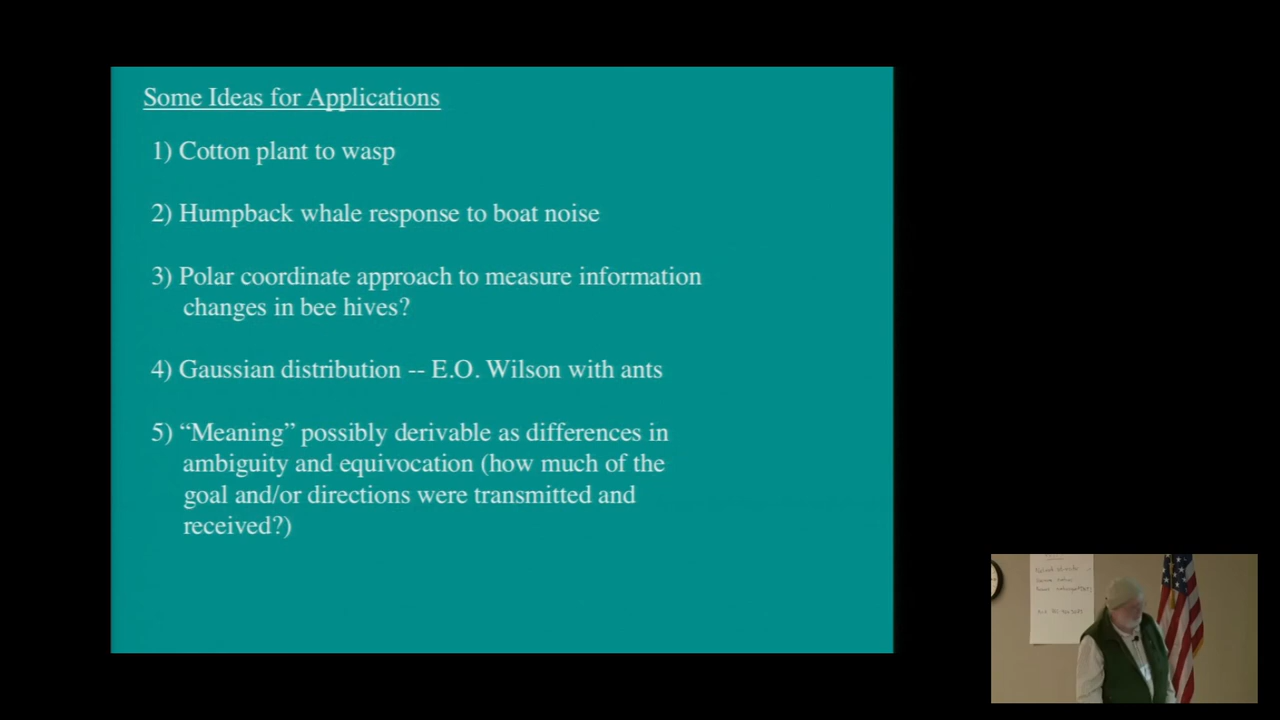 Some Ideas for Applications
1) Cotton plant to wasp
2) Humpback whale response to boat noise
3) Polar coordinate approach to measure information
changes in bee hives?
4) Gaussian distribution -- E.O. Wilson with ants
5) “Meaning” possibly derivable as differences in
ambiguity and equivocation (how much of the
goal and/or directions were transmitted and
received?)